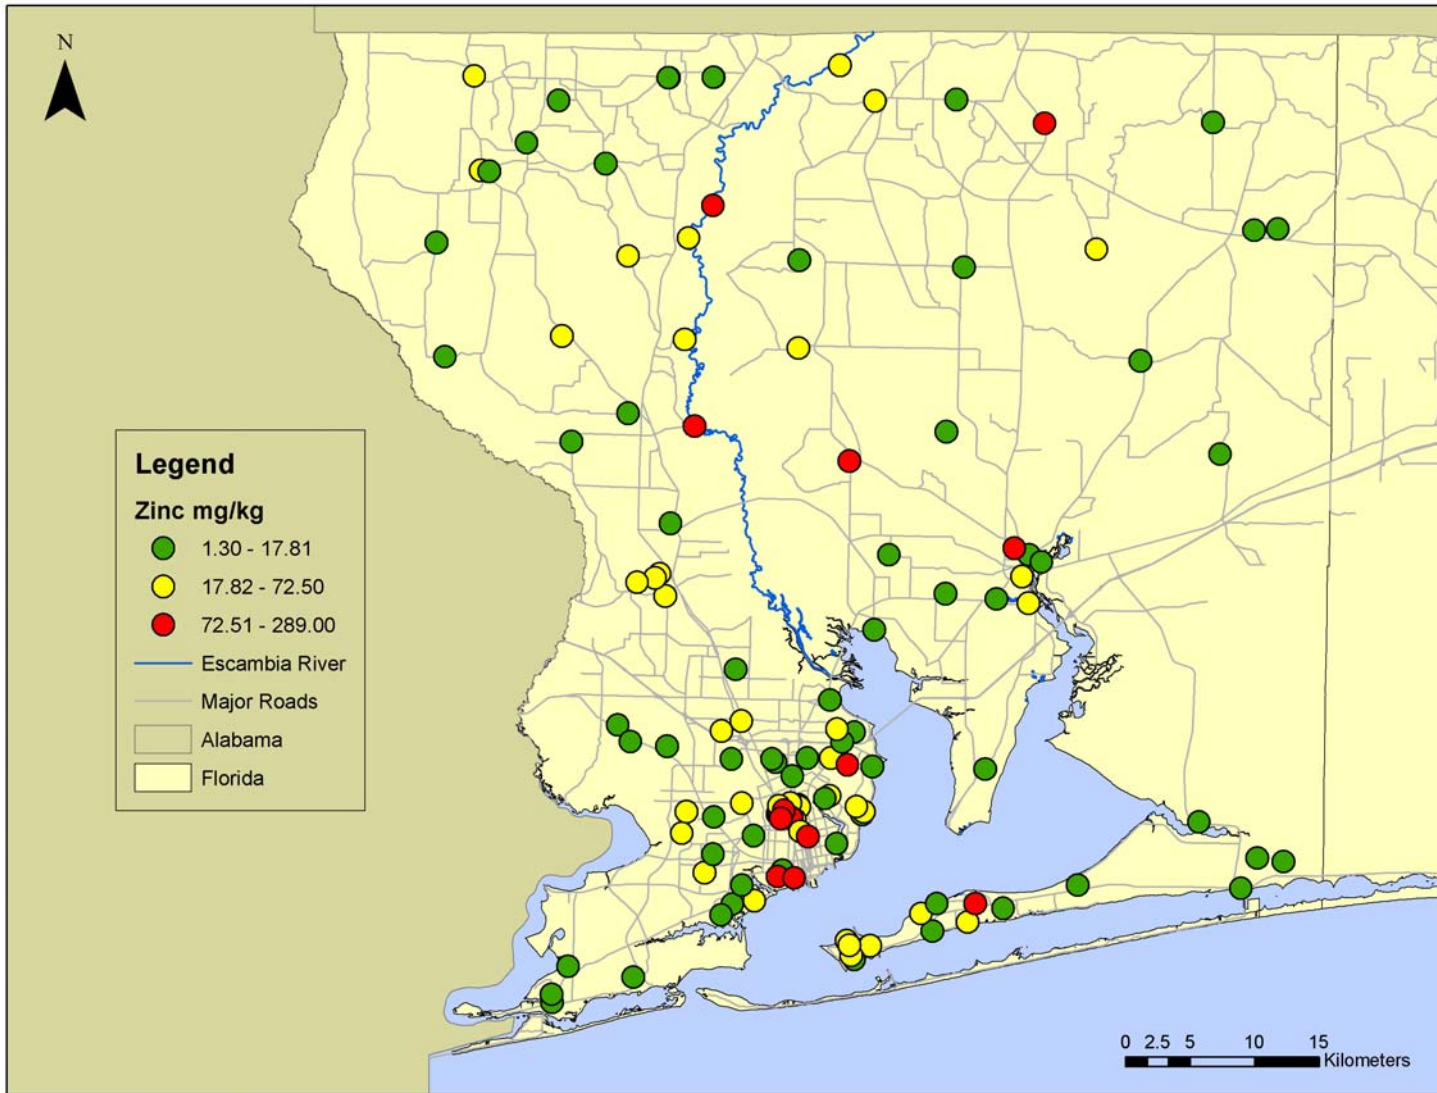 N
Legend
Zinc mg/kg
1.30 - 17.81
17.82 - 72.50
72.51 - 289.00
Escambia River
Major Roads
Alabama
Florida
0 2.5 5 10 15
Kilometers